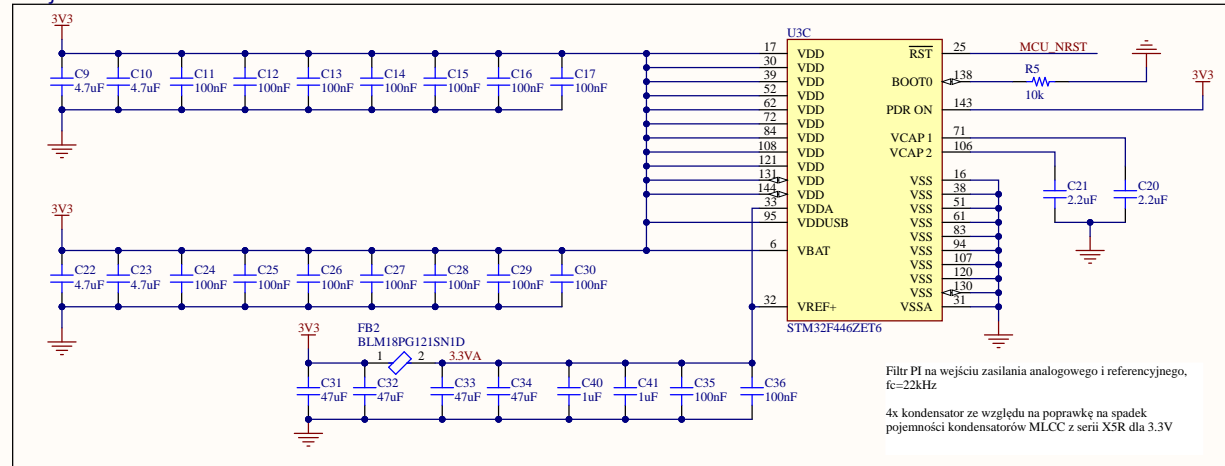 3V3
C9
4.7uF
C10
4.7uF
C11
100nF
C12
100nF
C13
100nF
C14
100nF
C15
100nF
C16
100nF
C17
100nF
U3C
17 VDD
30 VDD
39 VDD
52 VDD
62 VDD
72 VDD
84 VDD
108 VDD
121 VDD
131 VDD
144 VDD
33 VDDA
95 VDDUSB
6 VBAT
32 VREF+
RST 25 MCU_NRST
BOOT0 138
R5
10k
3V3
PDR ON 143
VCAP 1 71
VCAP 2 106
VSS 16
VSS 38
VSS 51
VSS 61
VSS 83
VSS 94
VSS 107
VSS 120
VSS 130
VSSA 31
STM32F446ZET6
C21
2.2uF
C20
2.2uF
3V3
C22
4.7uF
C23
4.7uF
C24
100nF
C25
100nF
C26
100nF
C27
100nF
C28
100nF
C29
100nF
C30
100nF
3V3
FB2
BLM18PG121SN1D
1 2 3.3VA
C31
47uF
C32
47uF
C33
47uF
C34
47uF
C40
1uF
C41
1uF
C35
100nF
C36
100nF
Filtr PI na wejściu zasilania analogowego i referencyjnego,
fc=22kHz
4x kondensator ze względu na poprawkę na spadek
pojemności kondensatorów MLCC z serii X5R dla 3.3V